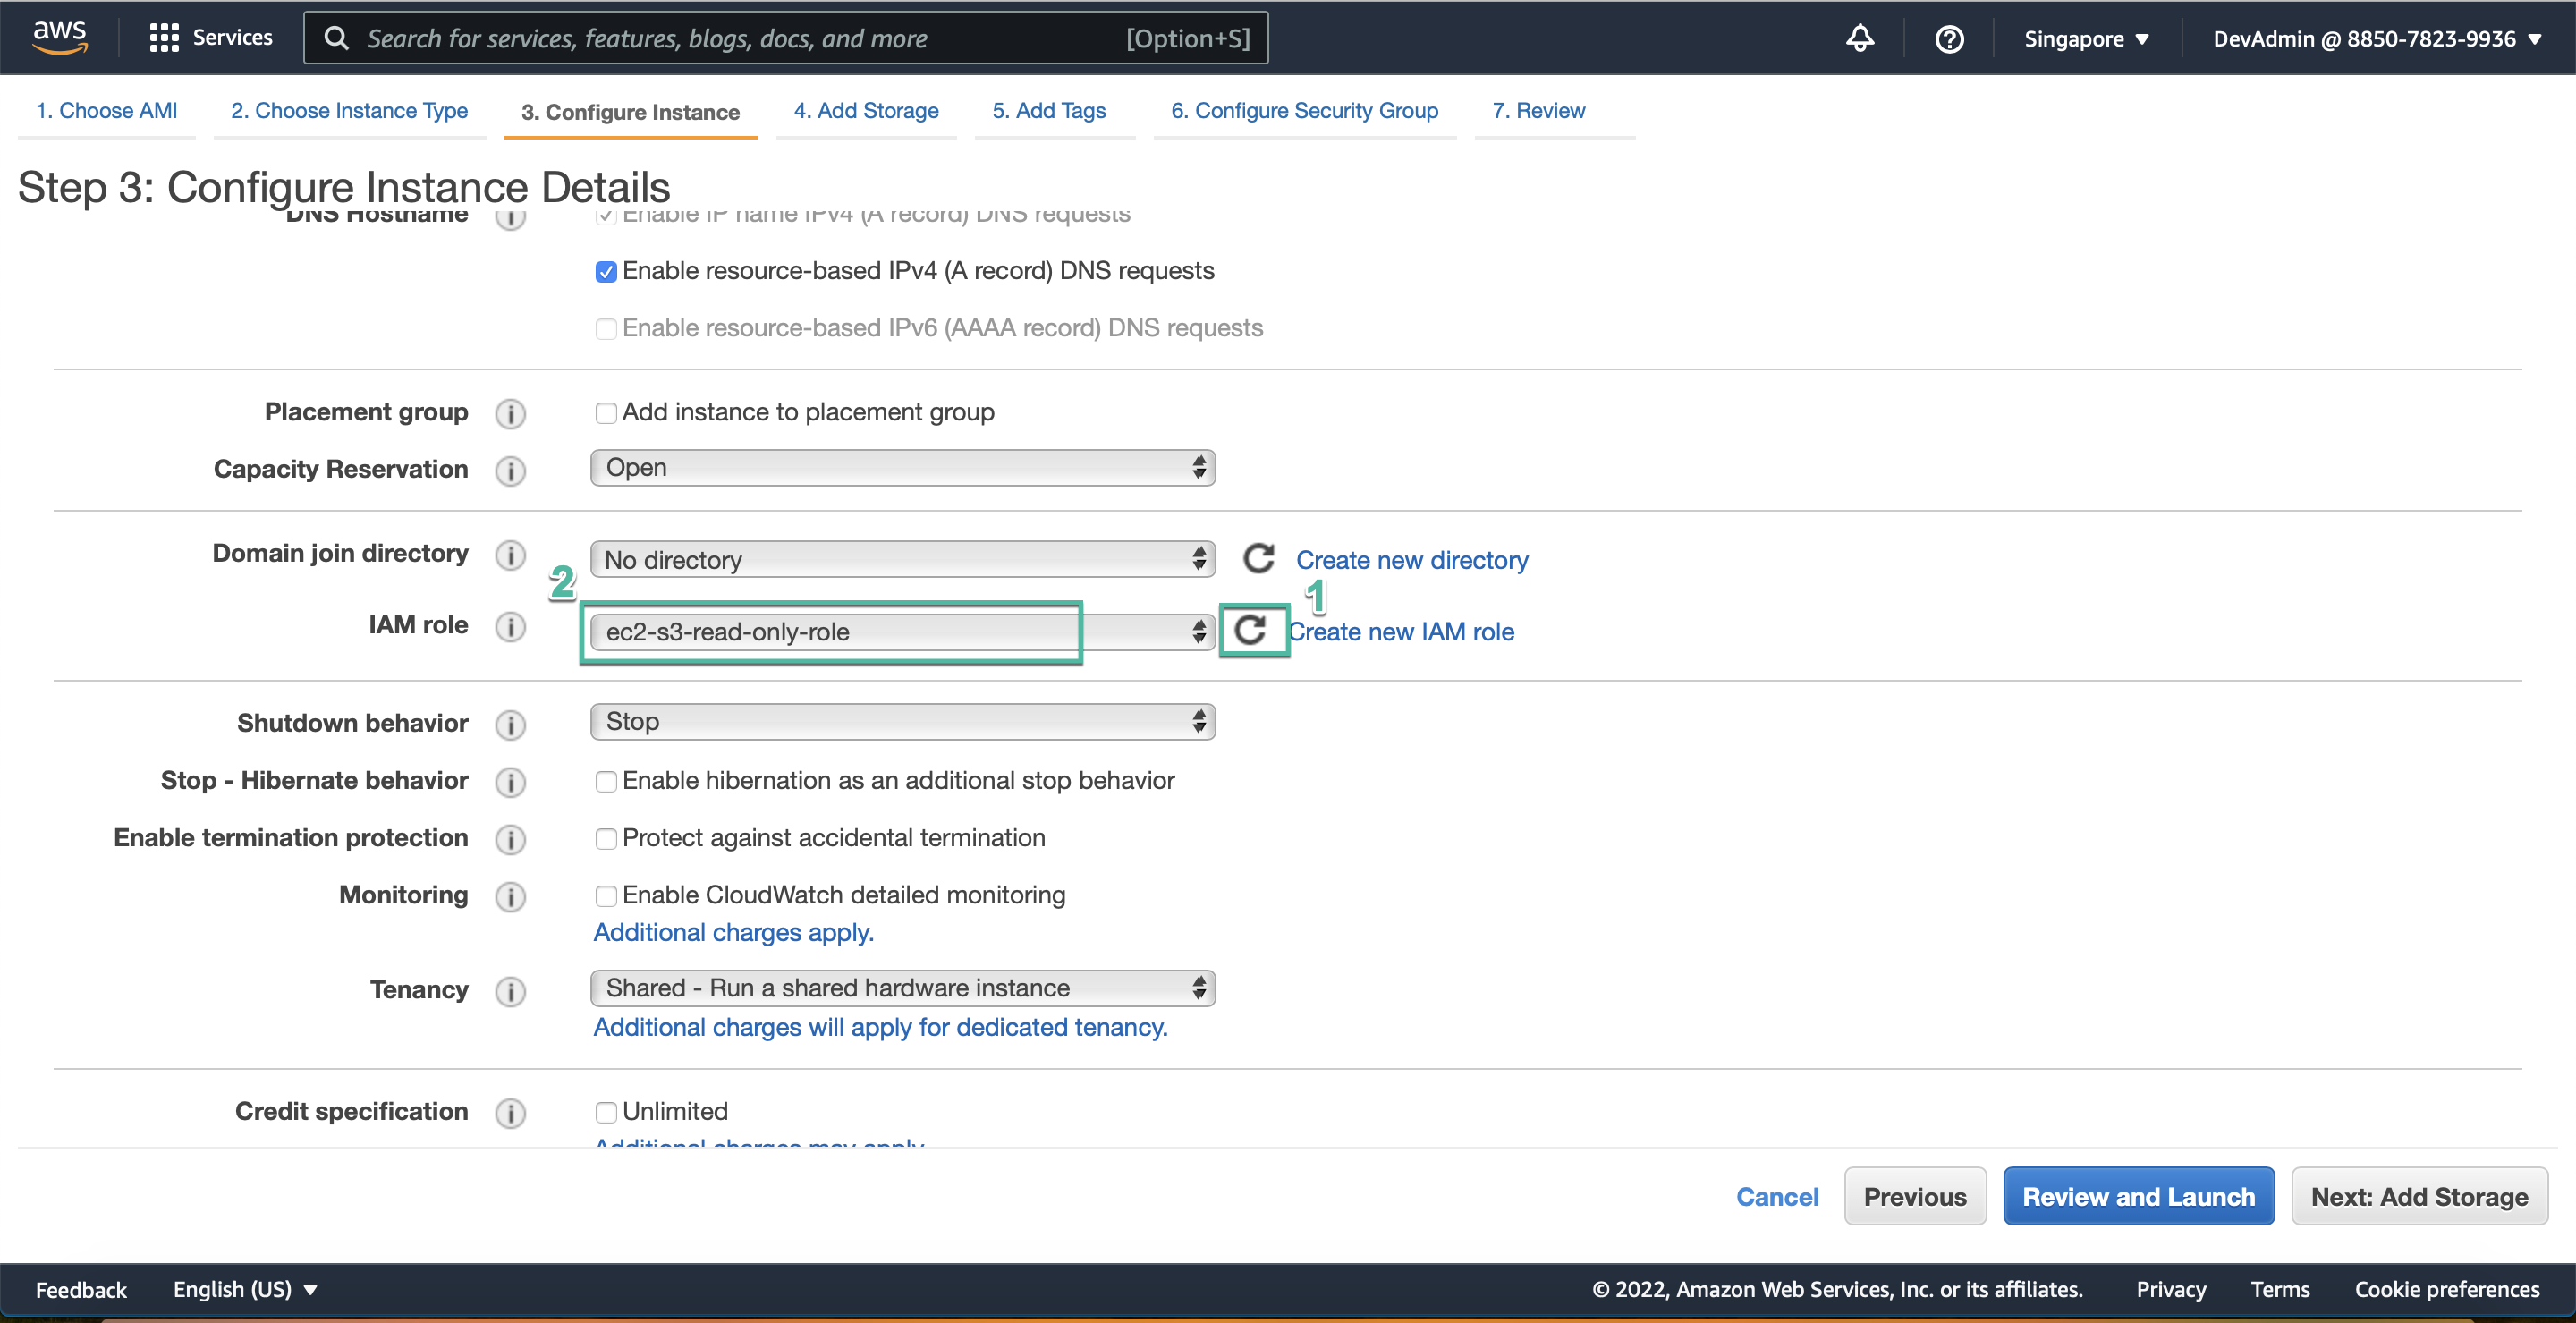 aws
Services
Search for services, features, blogs, docs, and more
[Option+S]
Singapore ▼
DevAdmin @ 8850-7823-9936 ▼
1. Choose AMI
2. Choose Instance Type
3. Configure Instance
4. Add Storage
5. Add Tags
6. Configure Security Group
7. Review
Step 3: Configure Instance Details
DNS Hostname
Enable IP name IPv4 (A record) DNS requests
Enable resource-based IPv4 (A record) DNS requests
Enable resource-based IPv6 (AAAA record) DNS requests
Placement group
Add instance to placement group
Capacity Reservation
Open
Domain join directory
No directory
Create new directory
2
1
IAM role
ec2-s3-read-only-role
Create new IAM role
Shutdown behavior
Stop
Stop - Hibernate behavior
Enable hibernation as an additional stop behavior
Enable termination protection
Protect against accidental termination
Monitoring
Enable CloudWatch detailed monitoring
Additional charges apply.
Tenancy
Shared - Run a shared hardware instance
Additional charges will apply for dedicated tenancy.
Credit specification
Unlimited
Additional charges may apply
Cancel
Previous
Review and Launch
Next: Add Storage
Feedback
English (US) ▼
© 2022, Amazon Web Services, Inc. or its affiliates.
Privacy
Terms
Cookie preferences